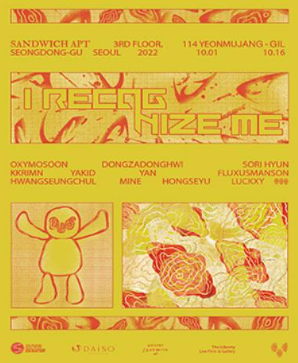 SANDWICH APT 3RD FLOOR, 114 YEONMUJANG - GIL
SEONGDONG-GU SEOUL 2022 10.01 10.16
I RECOG
NIZE ME
OXYMOSOON DONGZADONGHWI SORI HYUN
KKRIMN YAKID YAN FLUXUSMANSON
HWANGSEUNGCHUL MINE HONGSEYU LUCKXY
DAISO